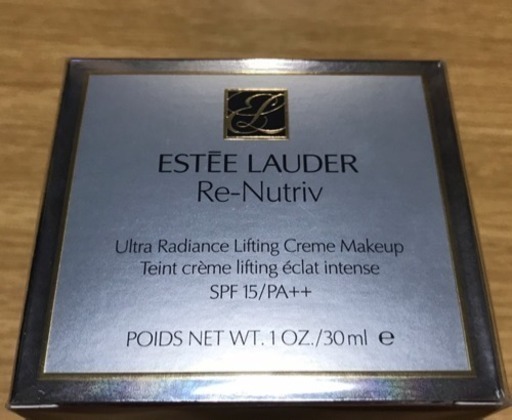 EL
ESTĒE LAUDER
Re-Nutriv
Ultra Radiance Lifting Creme Makeup
Teint crème lifting éclat intense
SPF 15/PA++
POIDS NET WT. 1 OZ./30 ml ℮